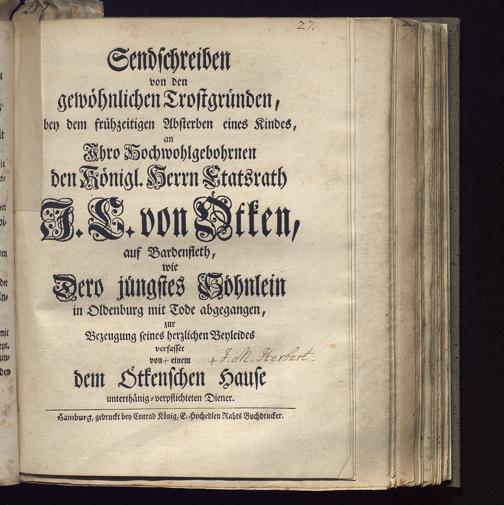 27.
Sendschreiben
von den
gewöhnlichen Trostgründen,
bey dem frühzeitigen Absterben eines Kindes,
an
Ihro Hochwohlgebohrnen
den Königl. Herrn Etatsrath
J. C. von Ötken,
auf Bardenfleth,
wie
Dero jüngstes Söhnlein
in Oldenburg mit Tode abgegangen,
zur
Bezeugung seines herzlichen Beyleides
verfasset
von + einem + J. M. Herbart.
dem Ötkenschen Hause
unterthänig-verpflichteten Diener.
Hamburg, gedruckt bey Conrad König, E. Hochedlen Rahts Buchdrucker.